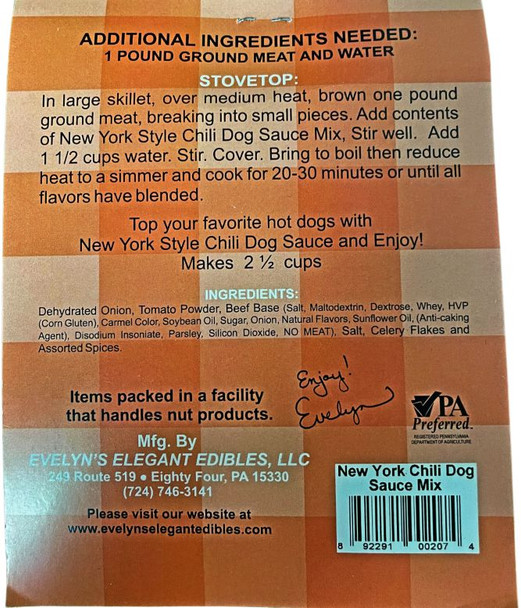 ADDITIONAL INGREDIENTS NEEDED:
1 POUND GROUND MEAT AND WATER
STOVETOP:
In large skillet, over medium heat, brown one pound
ground meat, breaking into small pieces. Add contents
of New York Style Chili Dog Sauce Mix, Stir well. Add
1 1/2 cups water. Stir. Cover. Bring to boil then reduce
heat to a simmer and cook for 20-30 minutes or until all
flavors have blended.
Top your favorite hot dogs with
New York Style Chili Dog Sauce and Enjoy!
Makes 2 ½ cups
INGREDIENTS:
Dehydrated Onion, Tomato Powder, Beef Base (Salt, Maltodextrin, Dextrose, Whey, HVP
(Corn Gluten), Carmel Color, Soybean Oil, Sugar, Onion, Natural Flavors, Sunflower Oil, (Anti-caking
Agent), Disodium Insoniate, Parsley, Silicon Dioxide, NO MEAT), Salt, Celery Flakes and
Assorted Spices.
Items packed in a facility
that handles nut products.
Enjoy!
Evelyn
PA
Preferred.
REGISTERED PENNSYLVANIA
DEPARTMENT OF AGRICULTURE
Mfg. By
EVELYN'S ELEGANT EDIBLES, LLC
249 Route 519 • Eighty Four, PA 15330
(724) 746-3141
Please visit our website at
www.evelynselegantedibles.com
New York Chili Dog
Sauce Mix
8 92291 00207 4